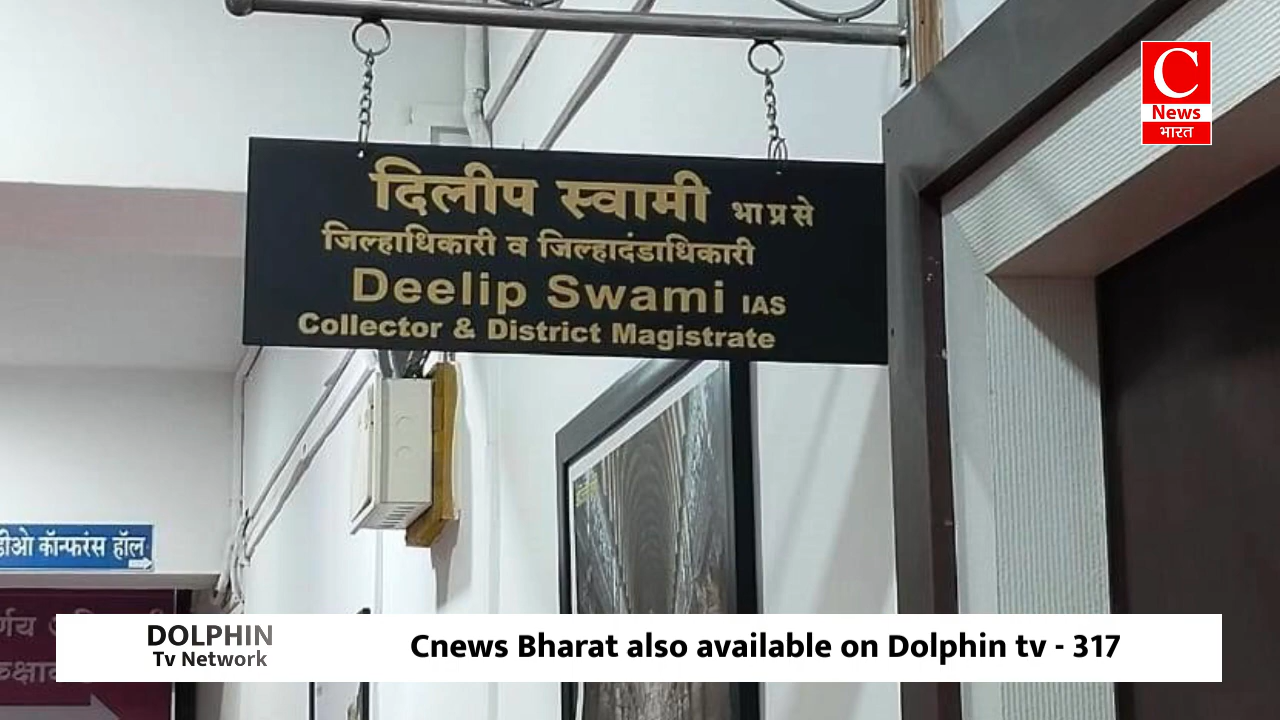 C
News
भारत
दिलीप स्वामी भा प्र से
जिल्हाधिकारी व जिल्हादंडाधिकारी
Deelip Swami IAS
Collector & District Magistrate
कॉन्फरंस हॉल
DOLPHIN
Tv Network
Cnews Bharat also available on Dolphin tv - 317